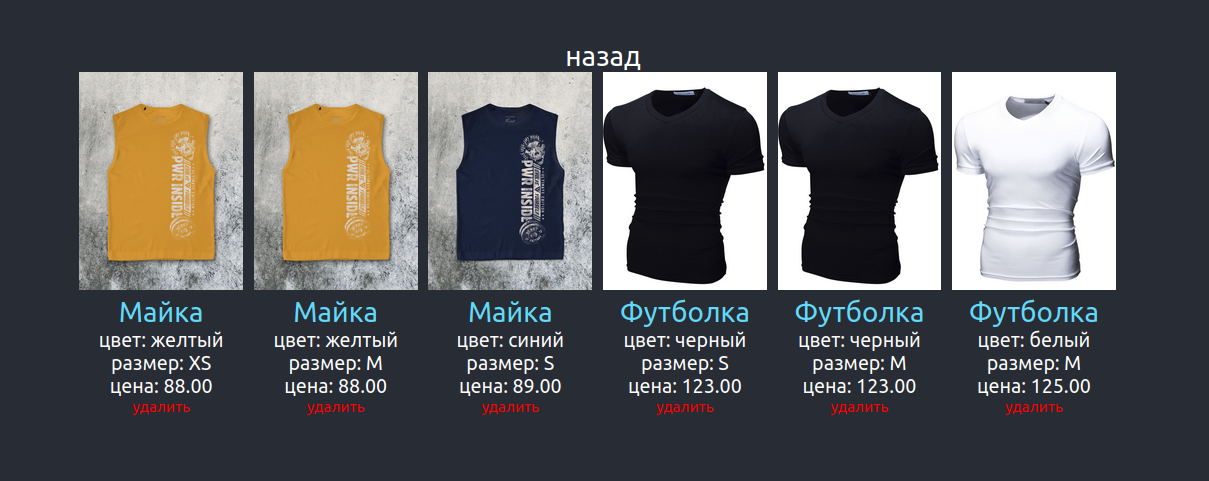 назад
PWR INSIDE
PWR INSIDE
PWR INSIDE
Майка
цвет: желтый
размер: XS
цена: 88.00
удалить
Майка
цвет: желтый
размер: M
цена: 88.00
удалить
Майка
цвет: синий
размер: S
цена: 89.00
удалить
Футболка
цвет: черный
размер: S
цена: 123.00
удалить
Футболка
цвет: черный
размер: M
цена: 123.00
удалить
Футболка
цвет: белый
размер: M
цена: 125.00
удалить